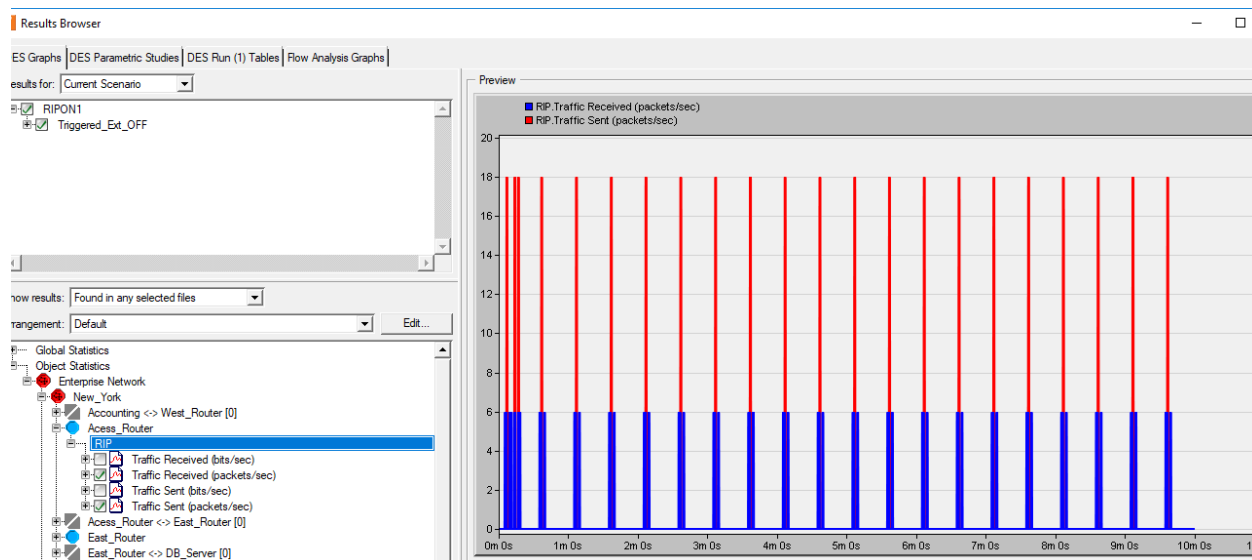 Results Browser
ES Graphs DES Parametric Studies DES Run (1) Tables Flow Analysis Graphs
esults for: Current Scenario
RIPON1
Triggered_Ext_OFF
how results: Found in any selected files
rrangement: Default Edit...
Global Statistics
Object Statistics
Enterprise Network
New_York
Accounting <-> West_Router [0]
Acess_Router
RIP
Traffic Received (bits/sec)
Traffic Received (packets/sec)
Traffic Sent (bits/sec)
Traffic Sent (packets/sec)
Acess_Router <-> East_Router [0]
East_Router
East_Router <-> DB_Server [0]
Preview
RIP.Traffic Received (packets/sec)
RIP.Traffic Sent (packets/sec)
20
18
16
14
12
10
8
6
4
2
0
0m 0s 1m 0s 2m 0s 3m 0s 4m 0s 5m 0s 6m 0s 7m 0s 8m 0s 9m 0s 10m 0s